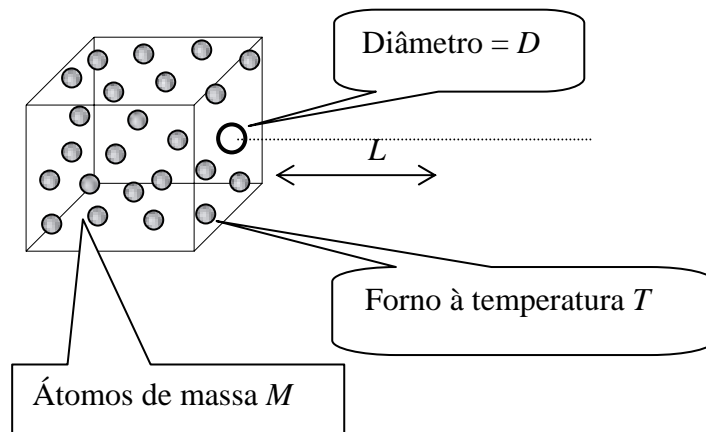 Diâmetro = D
L
Forno à temperatura T
Átomos de massa M